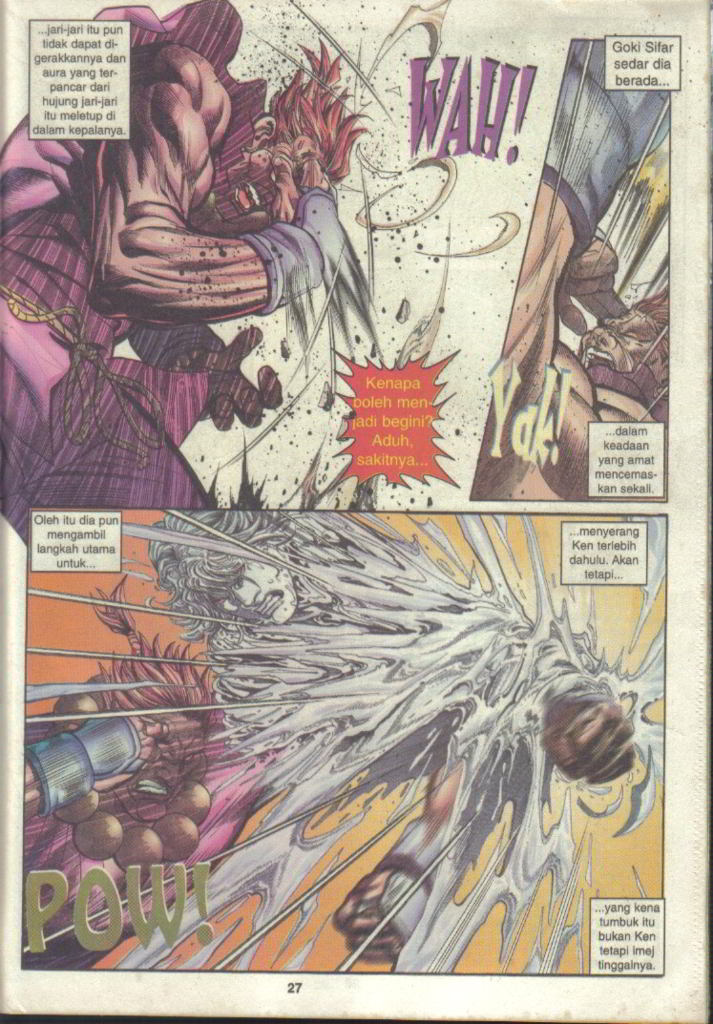 ...jari-jari itu pun
tidak dapat di-
gerakkannya dan
aura yang ter-
pancar dari
hujung jari-jari
itu meletup di
dalam kepalanya.
WAH!
Goki Sifar
sedar dia
berada...
Kenapa
boleh men-
jadi begini?
Aduh,
sakitnya...
Yak!
...dalam
keadaan
yang amat
mencemas-
kan sekali.
Oleh itu dia pun
mengambil
langkah utama
untuk...
...menyerang
Ken terlebih
dahulu. Akan
tetapi...
POW!
...yang kena
tumbuk itu
bukan Ken
tetapi imej
tinggalnya.
27